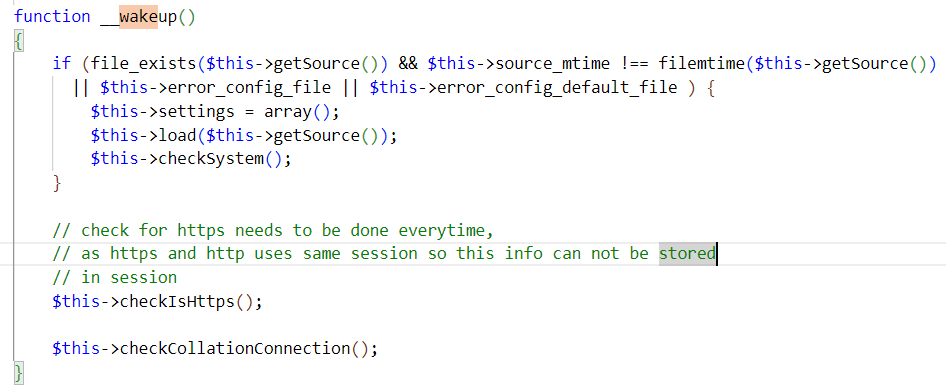 function __wakeup()
{
if (file_exists($this->getSource()) && $this->source_mtime !== filemtime($this->getSource())
|| $this->error_config_file || $this->error_config_default_file ) {
$this->settings = array();
$this->load($this->getSource());
$this->checkSystem();
}
// check for https needs to be done everytime,
// as https and http uses same session so this info can not be stored
// in session
$this->checkIsHttps();
$this->checkCollationConnection();
}